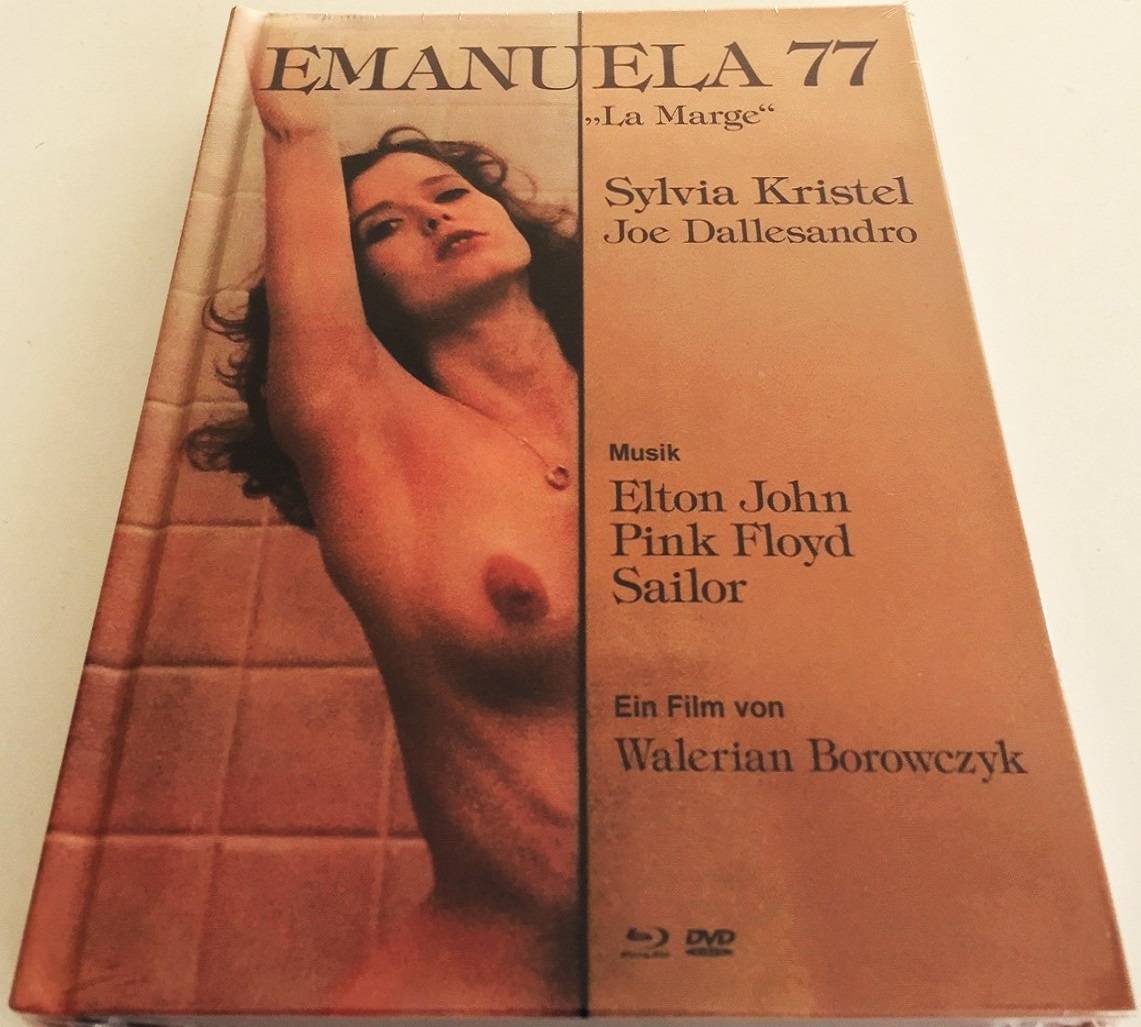 EMANUELA 77
„La Marge“
Sylvia Kristel
Joe Dallesandro
Musik
Elton John
Pink Floyd
Sailor
Ein Film von
Walerian Borowczyk
DVD